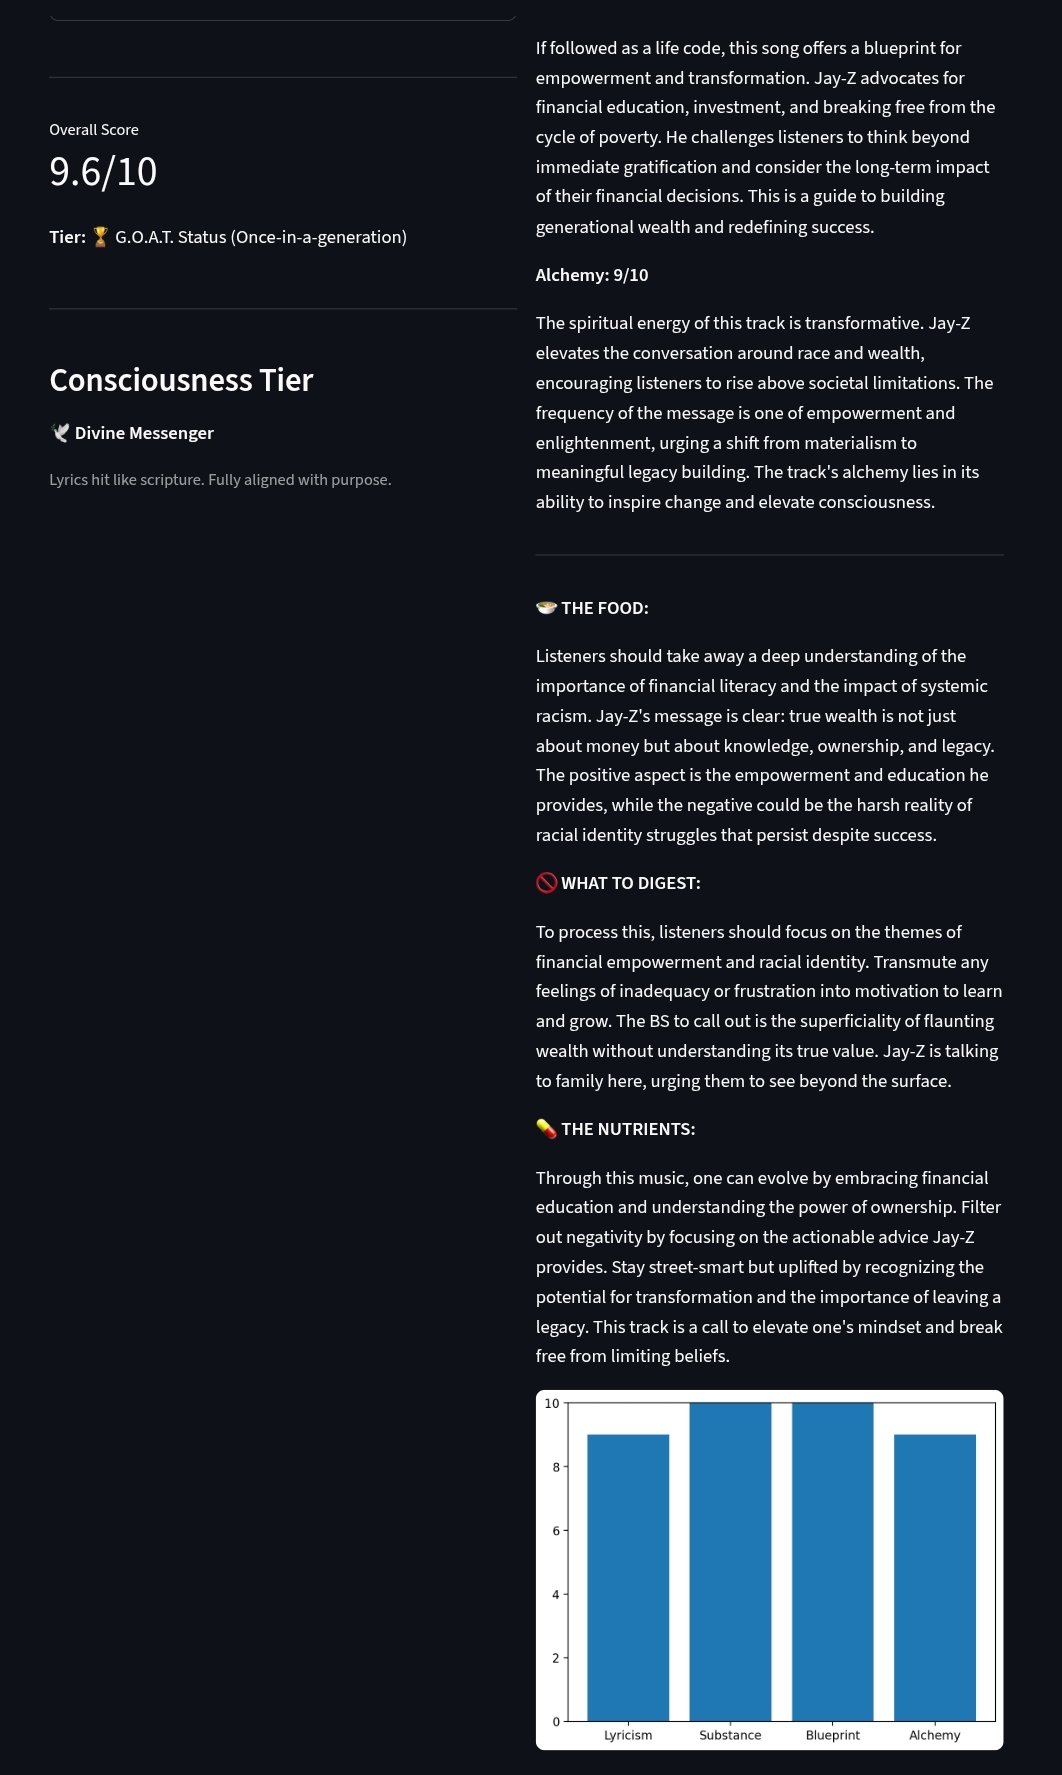 Overall Score
9.6/10
Tier: 🏆 G.O.A.T. Status (Once-in-a-generation)
Consciousness Tier
🕊️ Divine Messenger
Lyrics hit like scripture. Fully aligned with purpose.
If followed as a life code, this song offers a blueprint for
empowerment and transformation. Jay-Z advocates for
financial education, investment, and breaking free from the
cycle of poverty. He challenges listeners to think beyond
immediate gratification and consider the long-term impact
of their financial decisions. This is a guide to building
generational wealth and redefining success.
Alchemy: 9/10
The spiritual energy of this track is transformative. Jay-Z
elevates the conversation around race and wealth,
encouraging listeners to rise above societal limitations. The
frequency of the message is one of empowerment and
enlightenment, urging a shift from materialism to
meaningful legacy building. The track's alchemy lies in its
ability to inspire change and elevate consciousness.
🍲 THE FOOD:
Listeners should take away a deep understanding of the
importance of financial literacy and the impact of systemic
racism. Jay-Z's message is clear: true wealth is not just
about money but about knowledge, ownership, and legacy.
The positive aspect is the empowerment and education he
provides, while the negative could be the harsh reality of
racial identity struggles that persist despite success.
🚫 WHAT TO DIGEST:
To process this, listeners should focus on the themes of
financial empowerment and racial identity. Transmute any
feelings of inadequacy or frustration into motivation to learn
and grow. The BS to call out is the superficiality of flaunting
wealth without understanding its true value. Jay-Z is talking
to family here, urging them to see beyond the surface.
💊 THE NUTRIENTS:
Through this music, one can evolve by embracing financial
education and understanding the power of ownership. Filter
out negativity by focusing on the actionable advice Jay-Z
provides. Stay street-smart but uplifted by recognizing the
potential for transformation and the importance of leaving a
legacy. This track is a call to elevate one's mindset and break
free from limiting beliefs.
10
8
6
4
2
0
Lyricism Substance Blueprint Alchemy